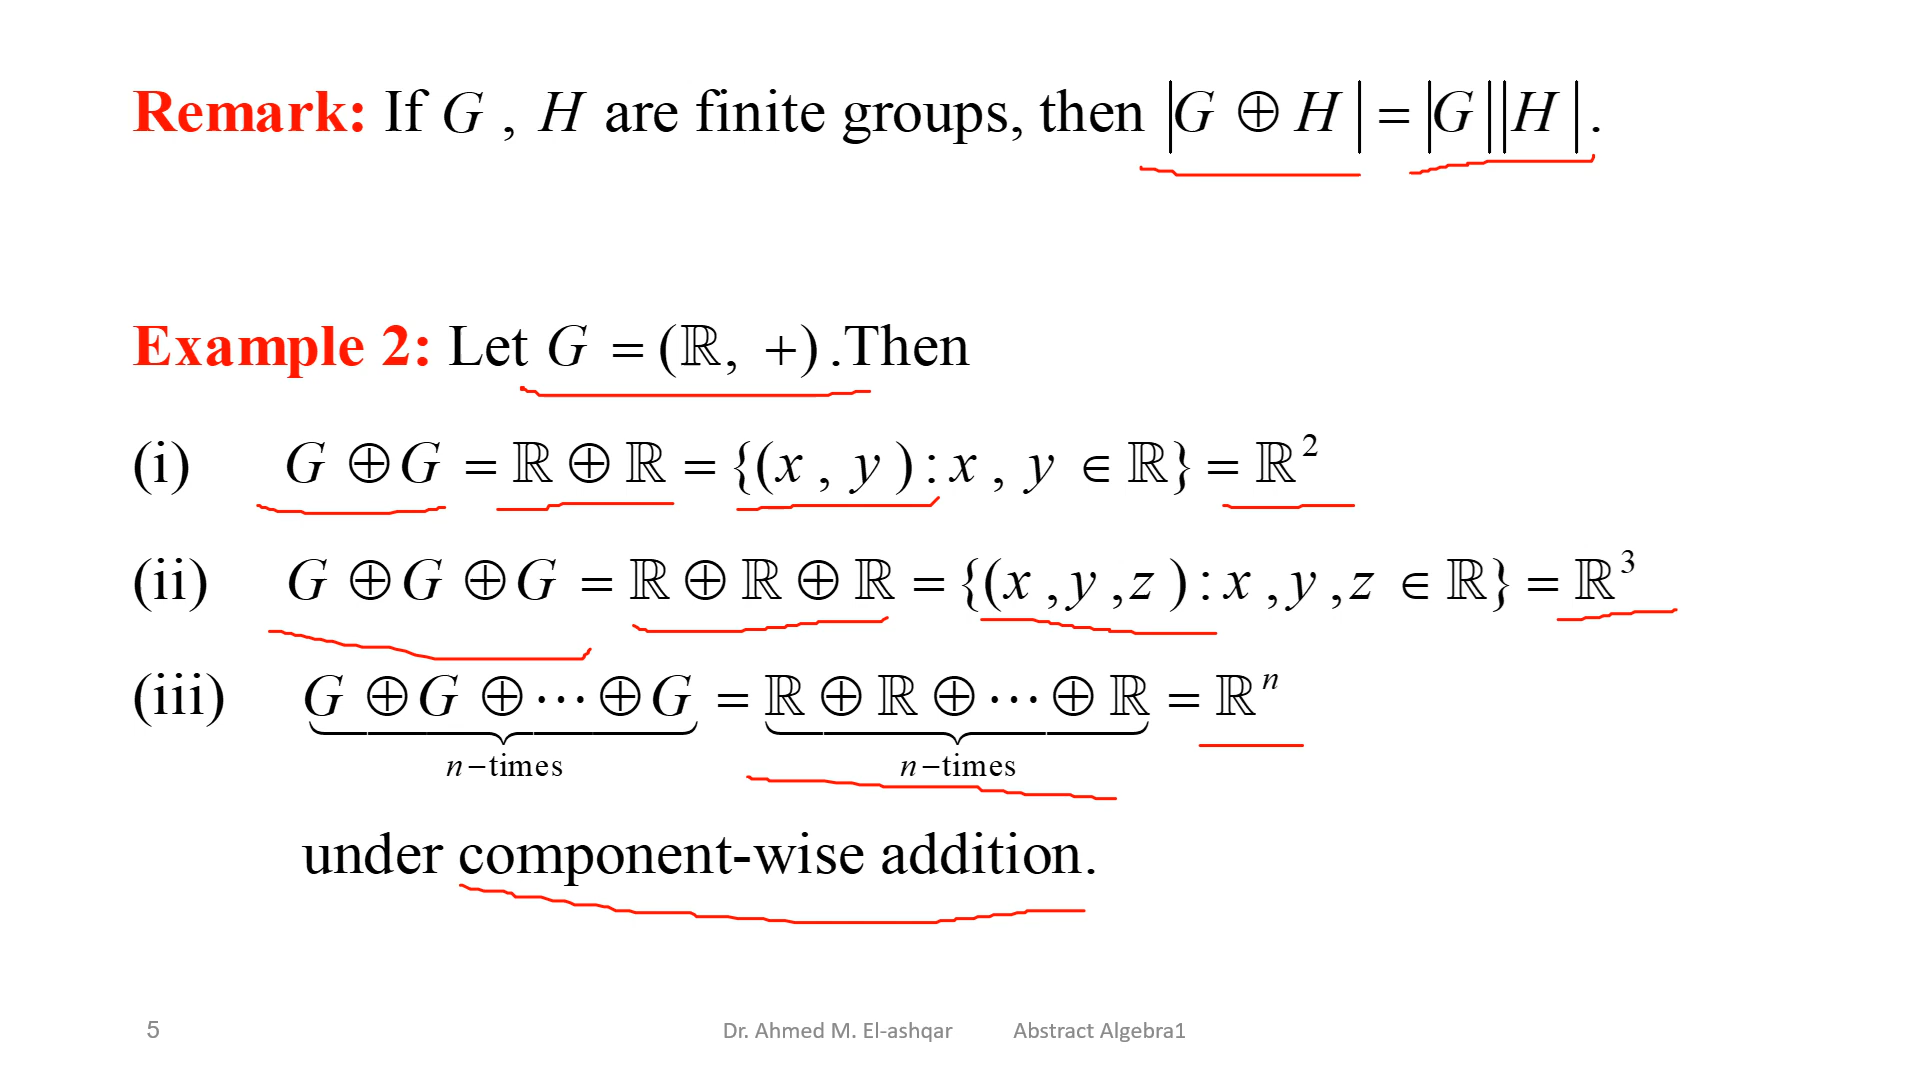 Remark: If G , H are finite groups, then |G ⊕ H| = |G||H|.
Example 2: Let G = (ℝ, +).Then
(i) G ⊕ G = ℝ ⊕ ℝ = {(x , y ) : x , y ∈ ℝ} = ℝ²
(ii) G ⊕ G ⊕ G = ℝ ⊕ ℝ ⊕ ℝ = {(x ,y ,z ) : x ,y ,z ∈ ℝ} = ℝ³
(iii) G ⊕ G ⊕ ⋯ ⊕ G = ℝ ⊕ ℝ ⊕ ⋯ ⊕ ℝ = ℝⁿ
n−times n−times
under component-wise addition.
5 Dr. Ahmed M. El-ashqar Abstract Algebra1